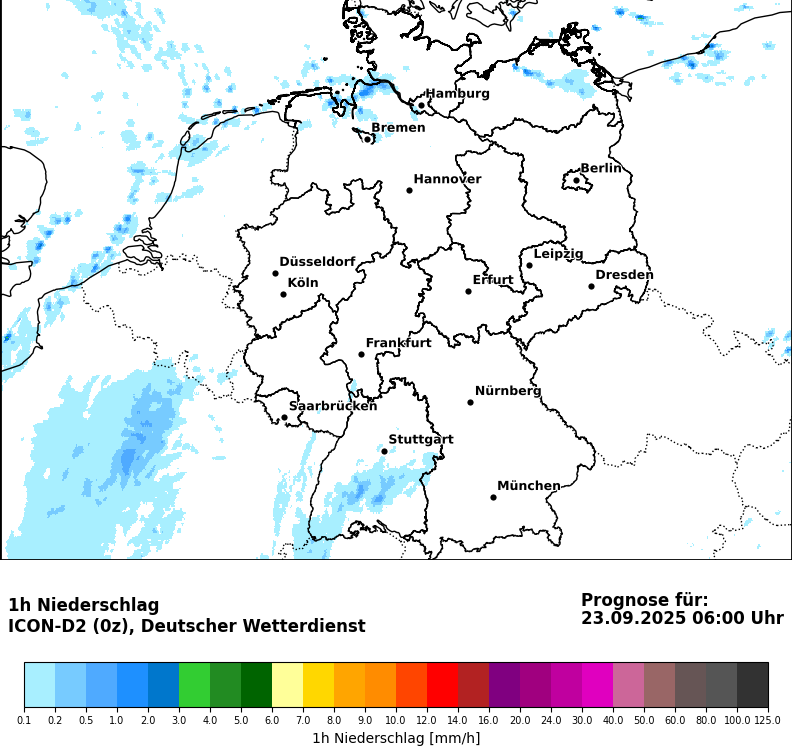 Hamburg
Bremen
Berlin
Hannover
Leipzig
Düsseldorf
Dresden
Köln
Erfurt
Frankfurt
Nürnberg
Saarbrücken
Stuttgart
München
1h Niederschlag
ICON-D2 (0z), Deutscher Wetterdienst
Prognose für:
23.09.2025 06:00 Uhr
0.1 0.2 0.5 1.0 2.0 3.0 4.0 5.0 6.0 7.0 8.0 9.0 10.0 12.0 14.0 16.0 20.0 24.0 30.0 40.0 50.0 60.0 80.0 100.0 125.0
1h Niederschlag [mm/h]